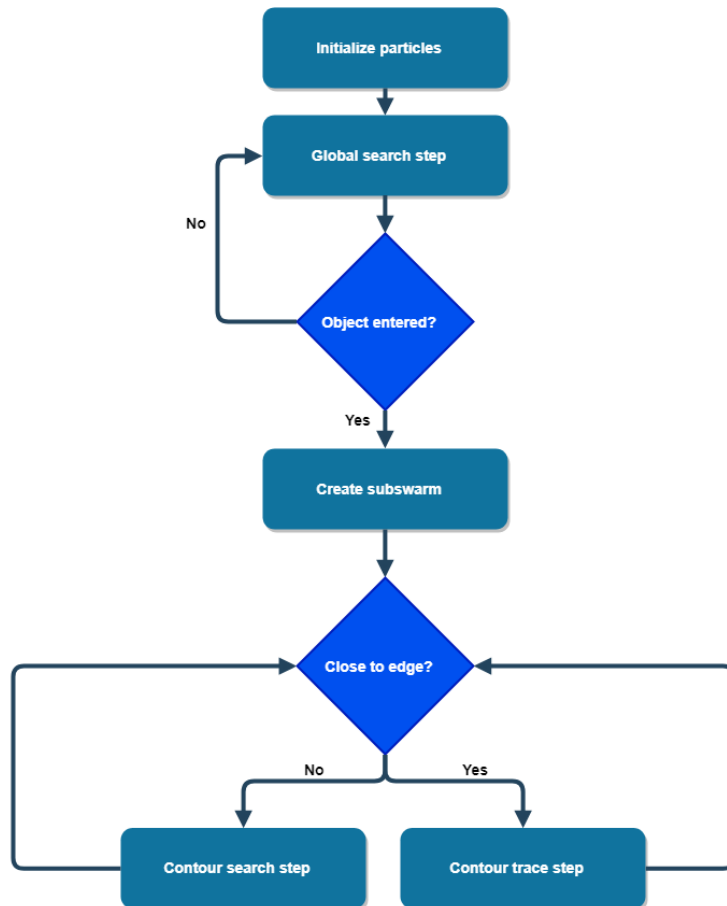 Initialize particles
Global search step
No
Object entered?
Yes
Create subswarm
Close to edge?
No
Yes
Contour search step
Contour trace step